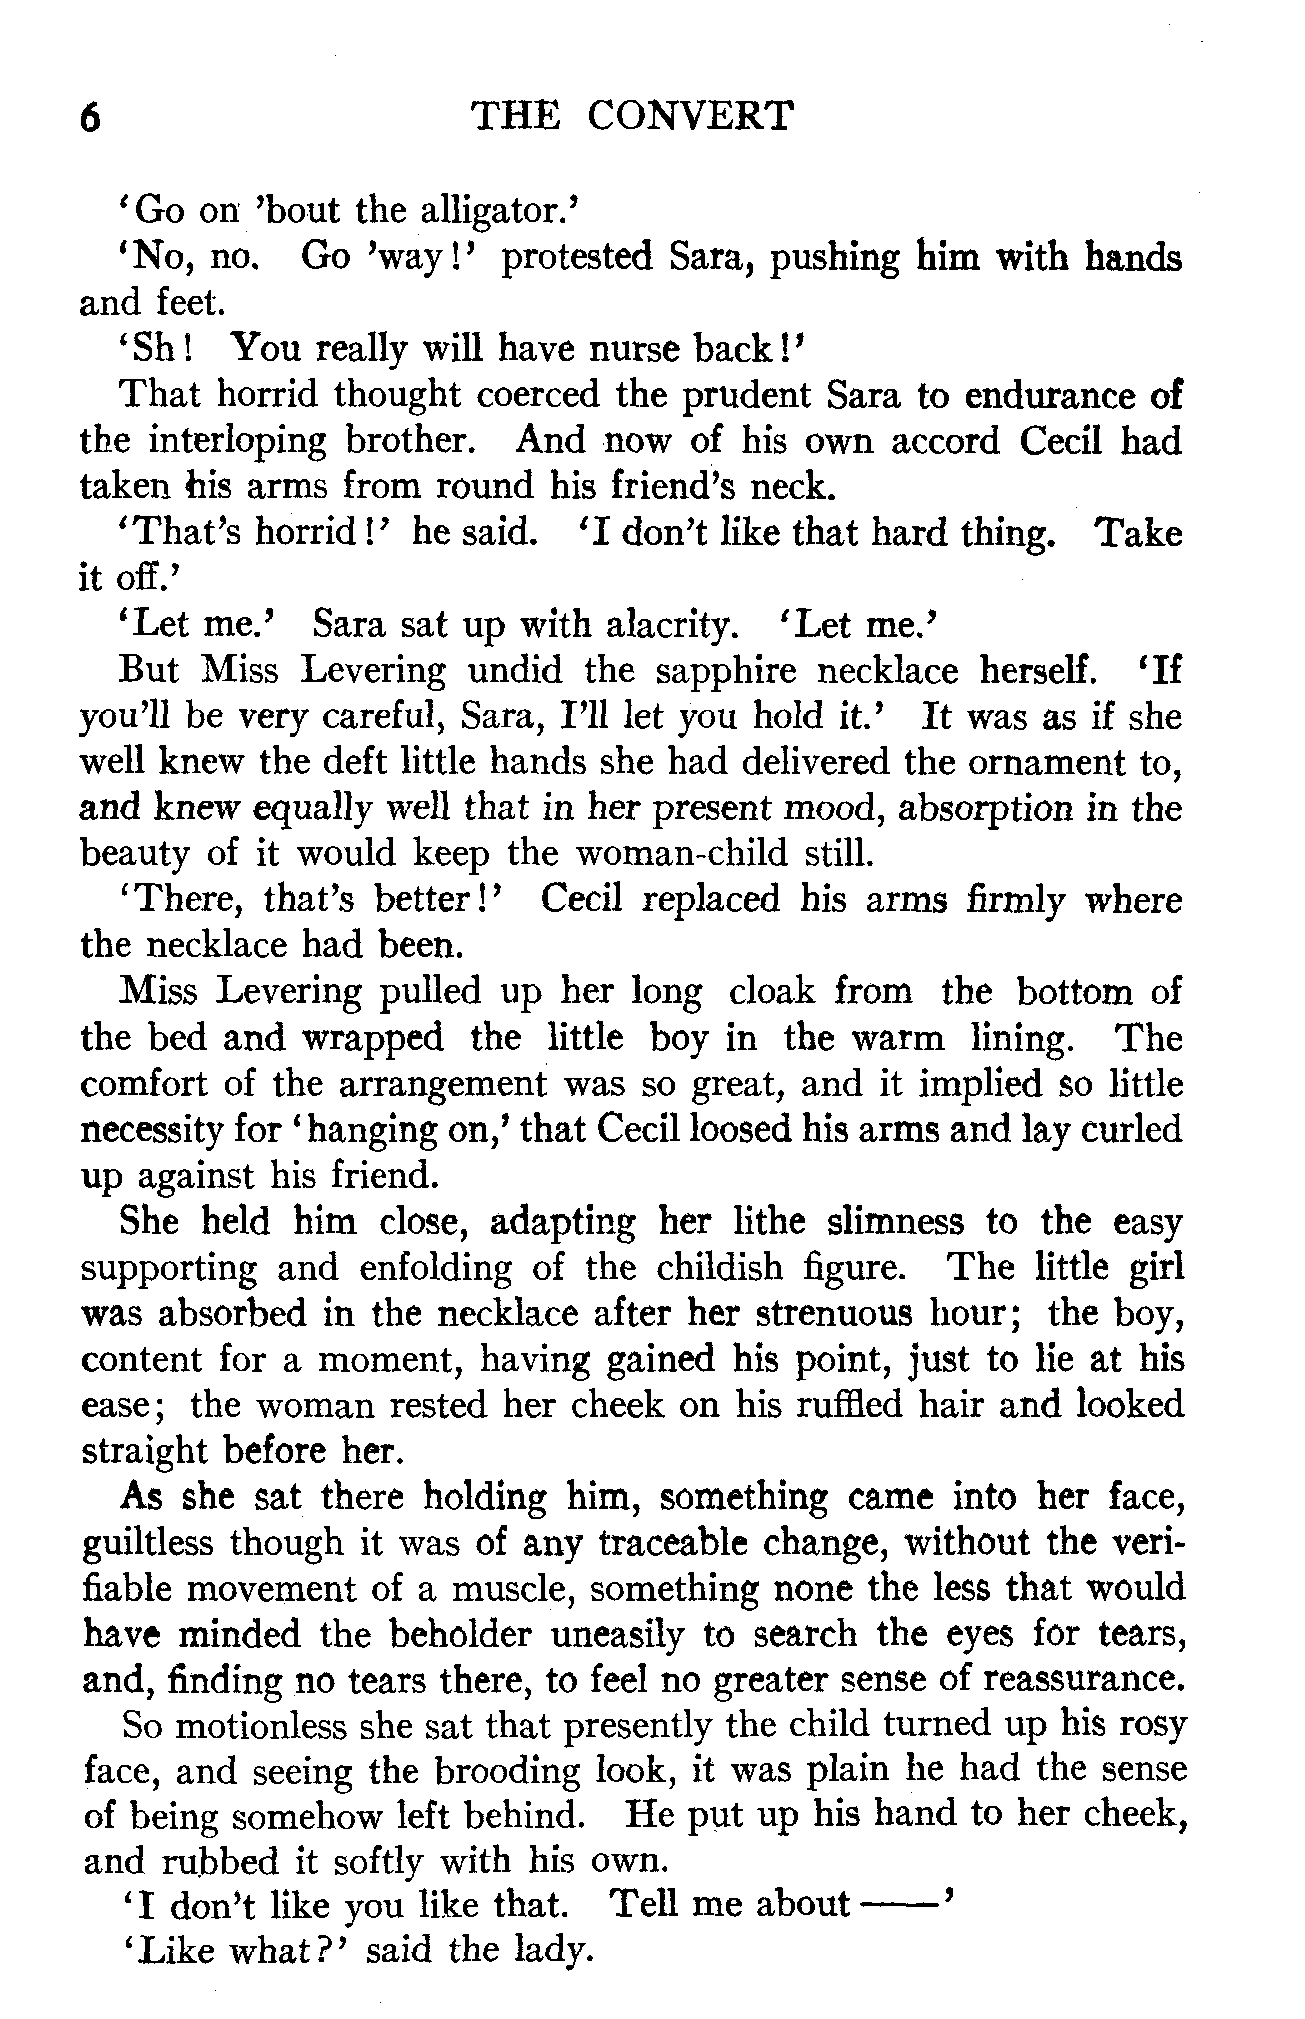 6 THE CONVERT
‘Go on ’bout the alligator.’
‘No, no. Go ’way!’ protested Sara, pushing him with hands
and feet.
‘Sh! You really will have nurse back!’
That horrid thought coerced the prudent Sara to endurance of
the interloping brother. And now of his own accord Cecil had
taken his arms from round his friend’s neck.
‘That’s horrid!’ he said. ‘I don’t like that hard thing. Take
it off.’
‘Let me.’ Sara sat up with alacrity. ‘Let me.’
But Miss Levering undid the sapphire necklace herself. ‘If
you’ll be very careful, Sara, I’ll let you hold it.’ It was as if she
well knew the deft little hands she had delivered the ornament to,
and knew equally well that in her present mood, absorption in the
beauty of it would keep the woman-child still.
‘There, that’s better!’ Cecil replaced his arms firmly where
the necklace had been.
Miss Levering pulled up her long cloak from the bottom of
the bed and wrapped the little boy in the warm lining. The
comfort of the arrangement was so great, and it implied so little
necessity for ‘hanging on,’ that Cecil loosed his arms and lay curled
up against his friend.
She held him close, adapting her lithe slimness to the easy
supporting and enfolding of the childish figure. The little girl
was absorbed in the necklace after her strenuous hour; the boy,
content for a moment, having gained his point, just to lie at his
ease; the woman rested her cheek on his ruffled hair and looked
straight before her.
As she sat there holding him, something came into her face,
guiltless though it was of any traceable change, without the veri-
fiable movement of a muscle, something none the less that would
have minded the beholder uneasily to search the eyes for tears,
and, finding no tears there, to feel no greater sense of reassurance.
So motionless she sat that presently the child turned up his rosy
face, and seeing the brooding look, it was plain he had the sense
of being somehow left behind. He put up his hand to her cheek,
and rubbed it softly with his own.
‘I don’t like you like that. Tell me about——’
‘Like what?’ said the lady.